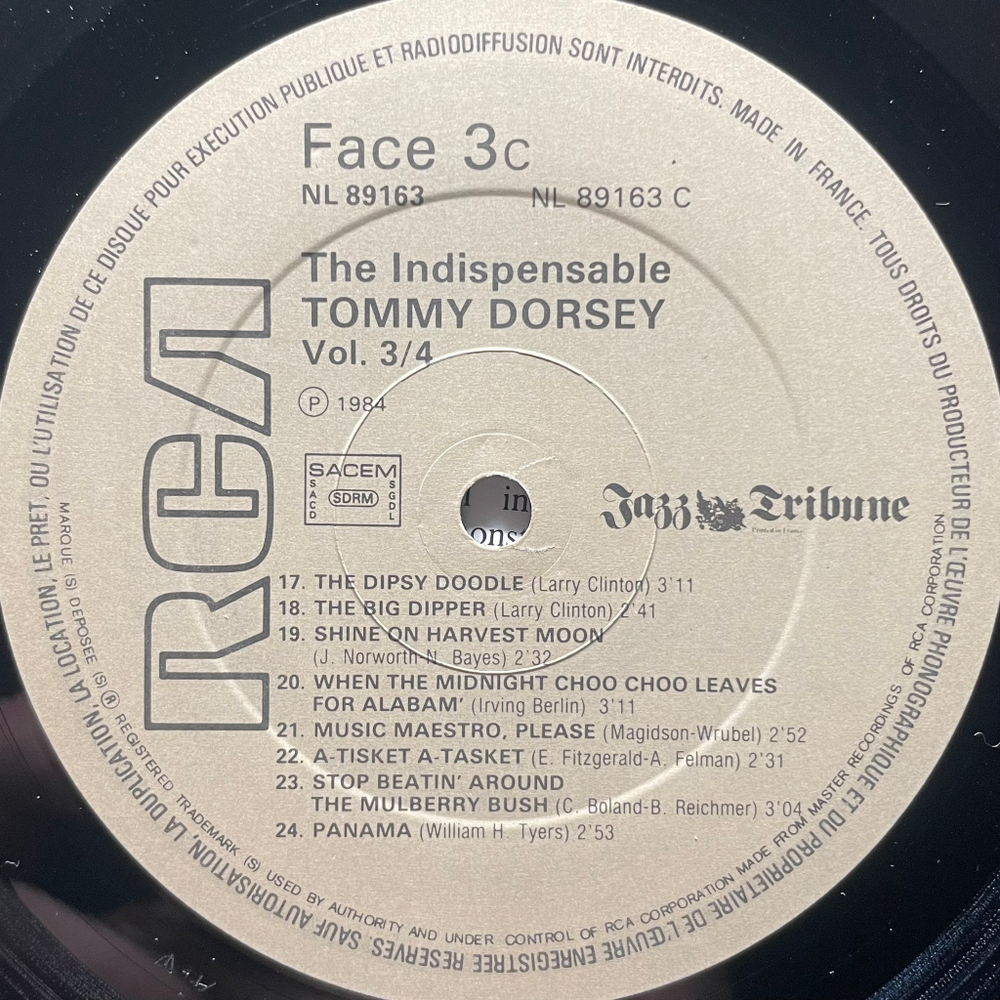 TOUS DROITS DU PRODUCTEUR DE L'ŒUVRE PHONOGRAPHIQUE ET DU PROPRIETAIRE DE L'ŒUVRE ENREGISTREE RESERVES. SAUF AUTORISATION, LA DUPLICATION, LA LOCATION, LE PRET, OU L'UTILISATION DE CE DISQUE POUR EXECUTION PUBLIQUE ET RADIODIFFUSION SONT INTERDITS. MADE IN FRANCE.
Face 3C
NL 89163 NL 89163 C
The Indispensable
TOMMY DORSEY
Vol. 3/4
Ⓟ 1984
RCA
SACEM
SACD SDRM SGDL
Jazz Tribune
in
ons
17. THE DIPSY DOODLE (Larry Clinton) 3'11
18. THE BIG DIPPER (Larry Clinton) 2'41
19. SHINE ON HARVEST MOON
(J. Norworth-N. Bayes) 2'32
20. WHEN THE MIDNIGHT CHOO CHOO LEAVES
FOR ALABAM' (Irving Berlin) 3'11
21. MUSIC MAESTRO, PLEASE (Magidson-Wrubel) 2'52
22. A-TISKET A-TASKET (E. Fitzgerald-A. Felman) 2'31
23. STOP BEATIN' AROUND
THE MULBERRY BUSH (C. Boland-B. Reichmer) 3'04
24. PANAMA (William H. Tyers) 2'53
MARQUE (S) DEPOSEE (S) ® REGISTERED TRADEMARK (S) USED BY AUTHORITY AND UNDER CONTROL OF RCA CORPORATION MADE FROM MASTER RECORDINGS OF RCA CORPORATION